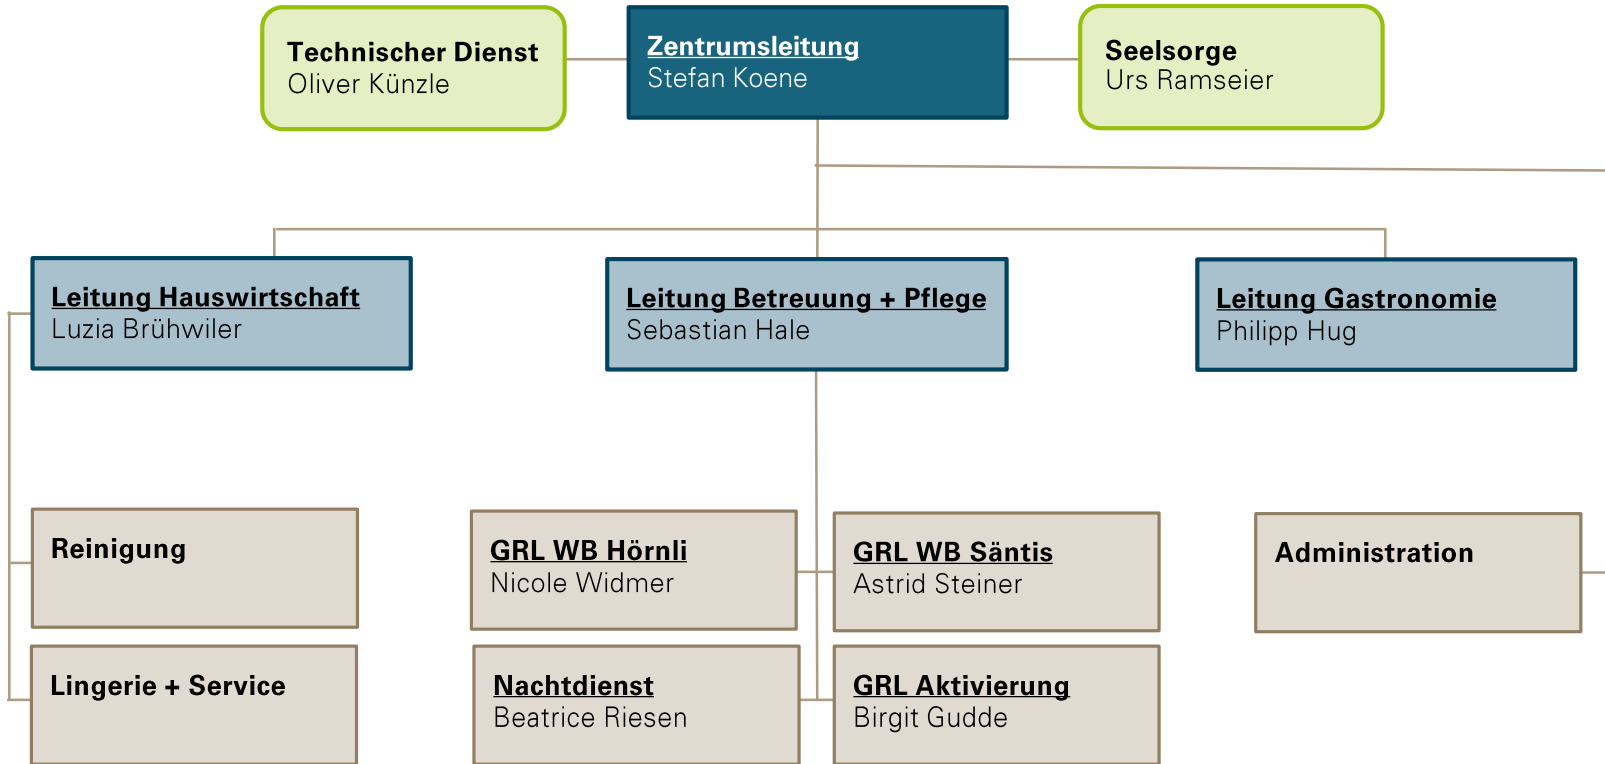 Technischer Dienst
Oliver Künzle
Zentrumsleitung
Stefan Koene
Seelsorge
Urs Ramseier
Leitung Hauswirtschaft
Luzia Brühwiler
Leitung Betreuung + Pflege
Sebastian Hale
Leitung Gastronomie
Philipp Hug
Reinigung
GRL WB Hörnli
Nicole Widmer
GRL WB Säntis
Astrid Steiner
Administration
Lingerie + Service
Nachtdienst
Beatrice Riesen
GRL Aktivierung
Birgit Gudde